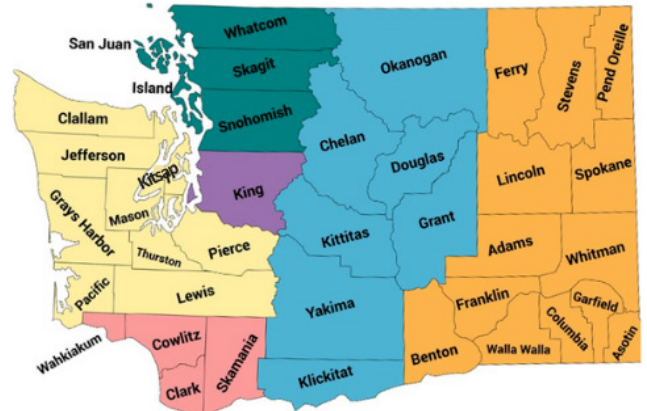 Whatcom
San Juan
Skagit
Island
Snohomish
Okanogan
Ferry
Stevens
Pend Oreille
Clallam
Jefferson
Kitsap
King
Chelan
Douglas
Lincoln
Spokane
Grays Harbor
Mason
Thurston
Pierce
Kittitas
Grant
Adams
Whitman
Pacific
Lewis
Yakima
Franklin
Garfield
Columbia
Asotin
Wahkiakum
Cowlitz
Skamania
Clark
Klickitat
Benton
Walla Walla